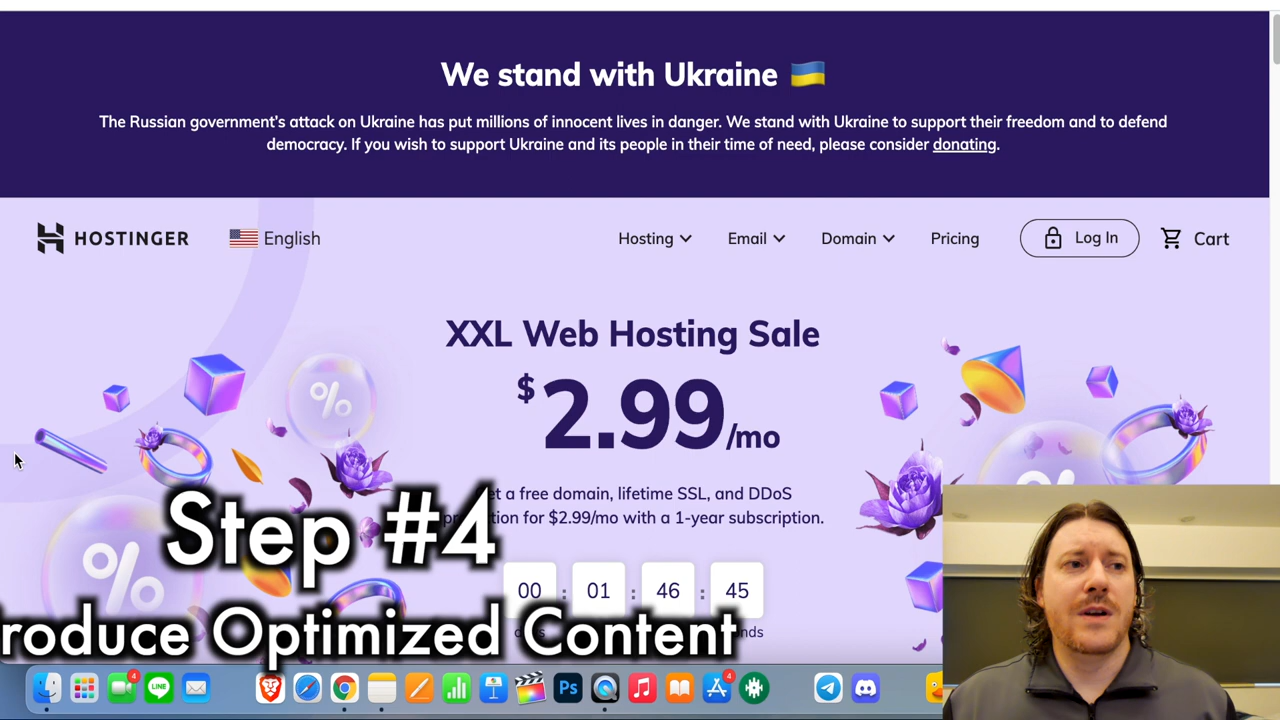 We stand with Ukraine
The Russian government's attack on Ukraine has put millions of innocent lives in danger. We stand with Ukraine to support their freedom and to defend
democracy. If you wish to support Ukraine and its people in their time of need, please consider donating.
HOSTINGER English Hosting Email Domain Pricing Log In Cart
XXL Web Hosting Sale
$2.99/mo
a free domain, lifetime SSL, and DDoS
for $2.99/mo with a 1-year subscription.
Step #4
00 : 01 : 46 : 45
roduce Optimized Content
4
LINE
Ps
4